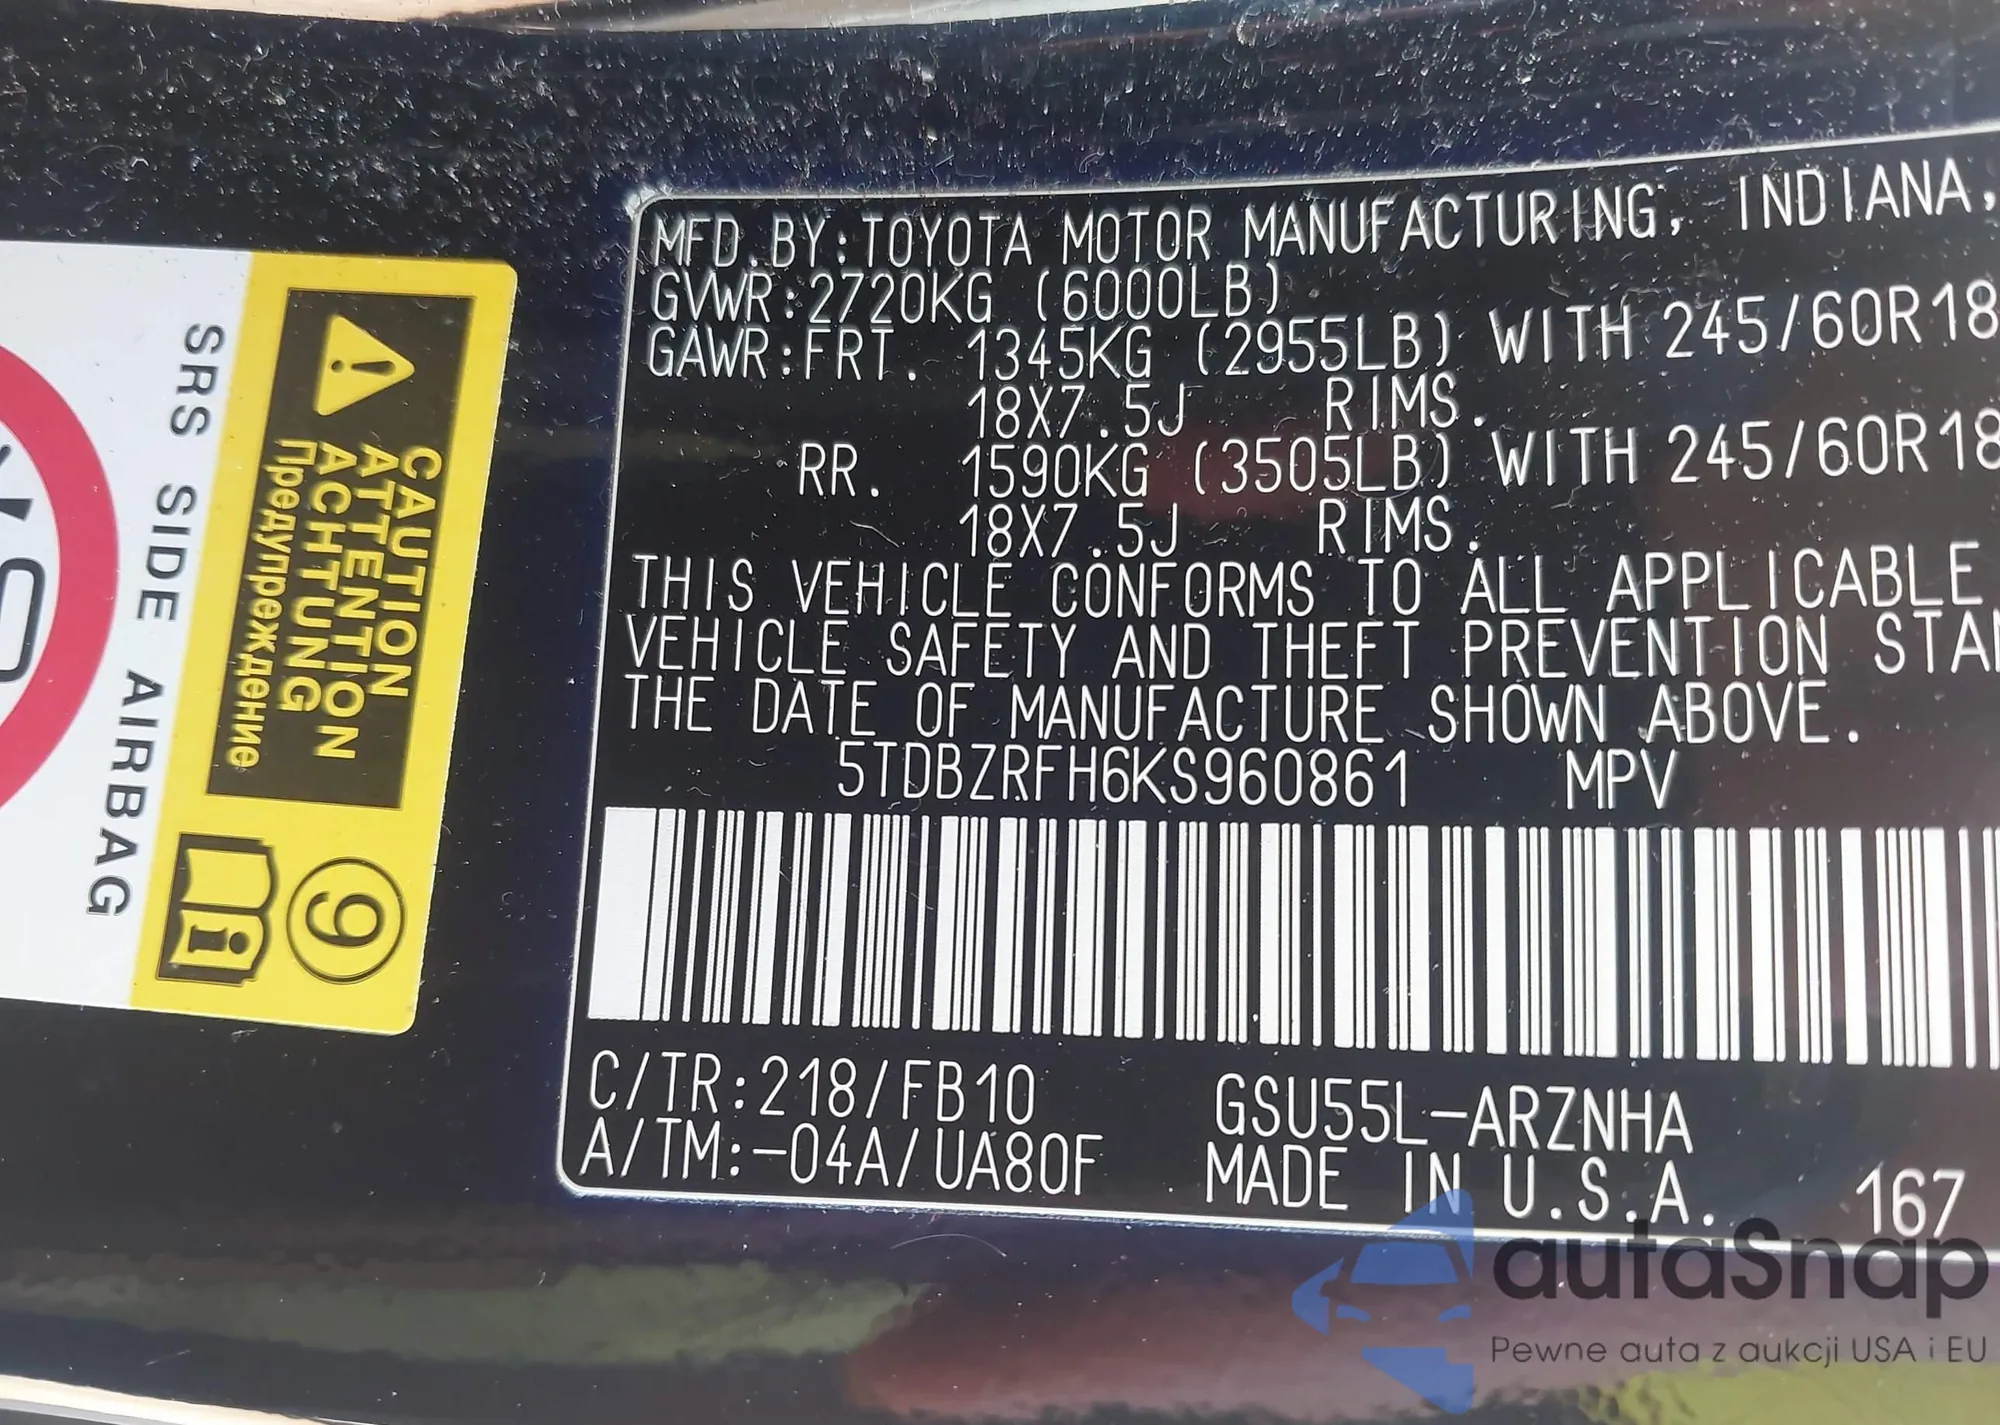 SRS SIDE AIRBAG
CAUTION
ATTENTION
ACHTUNG
Предупреждение
9
i
MFD.BY:TOYOTA MOTOR MANUFACTURING, INDIANA,
GVWR:2720KG (6000LB)
GAWR:FRT. 1345KG (2955LB) WITH 245/60R18
18X7.5J RIMS.
RR. 1590KG (3505LB) WITH 245/60R18
18X7.5J RIMS.
THIS VEHICLE CONFORMS TO ALL APPLICABLE
VEHICLE SAFETY AND THEFT PREVENTION STAN
THE DATE OF MANUFACTURE SHOWN ABOVE.
5TDBZRFH6KS960861 MPV
C/TR:218/FB10 GSU55L-ARZNHA
A/TM:-04A/UA80F MADE IN U.S.A. 167
autaSnap
Pewne auta z aukcji USA i EU